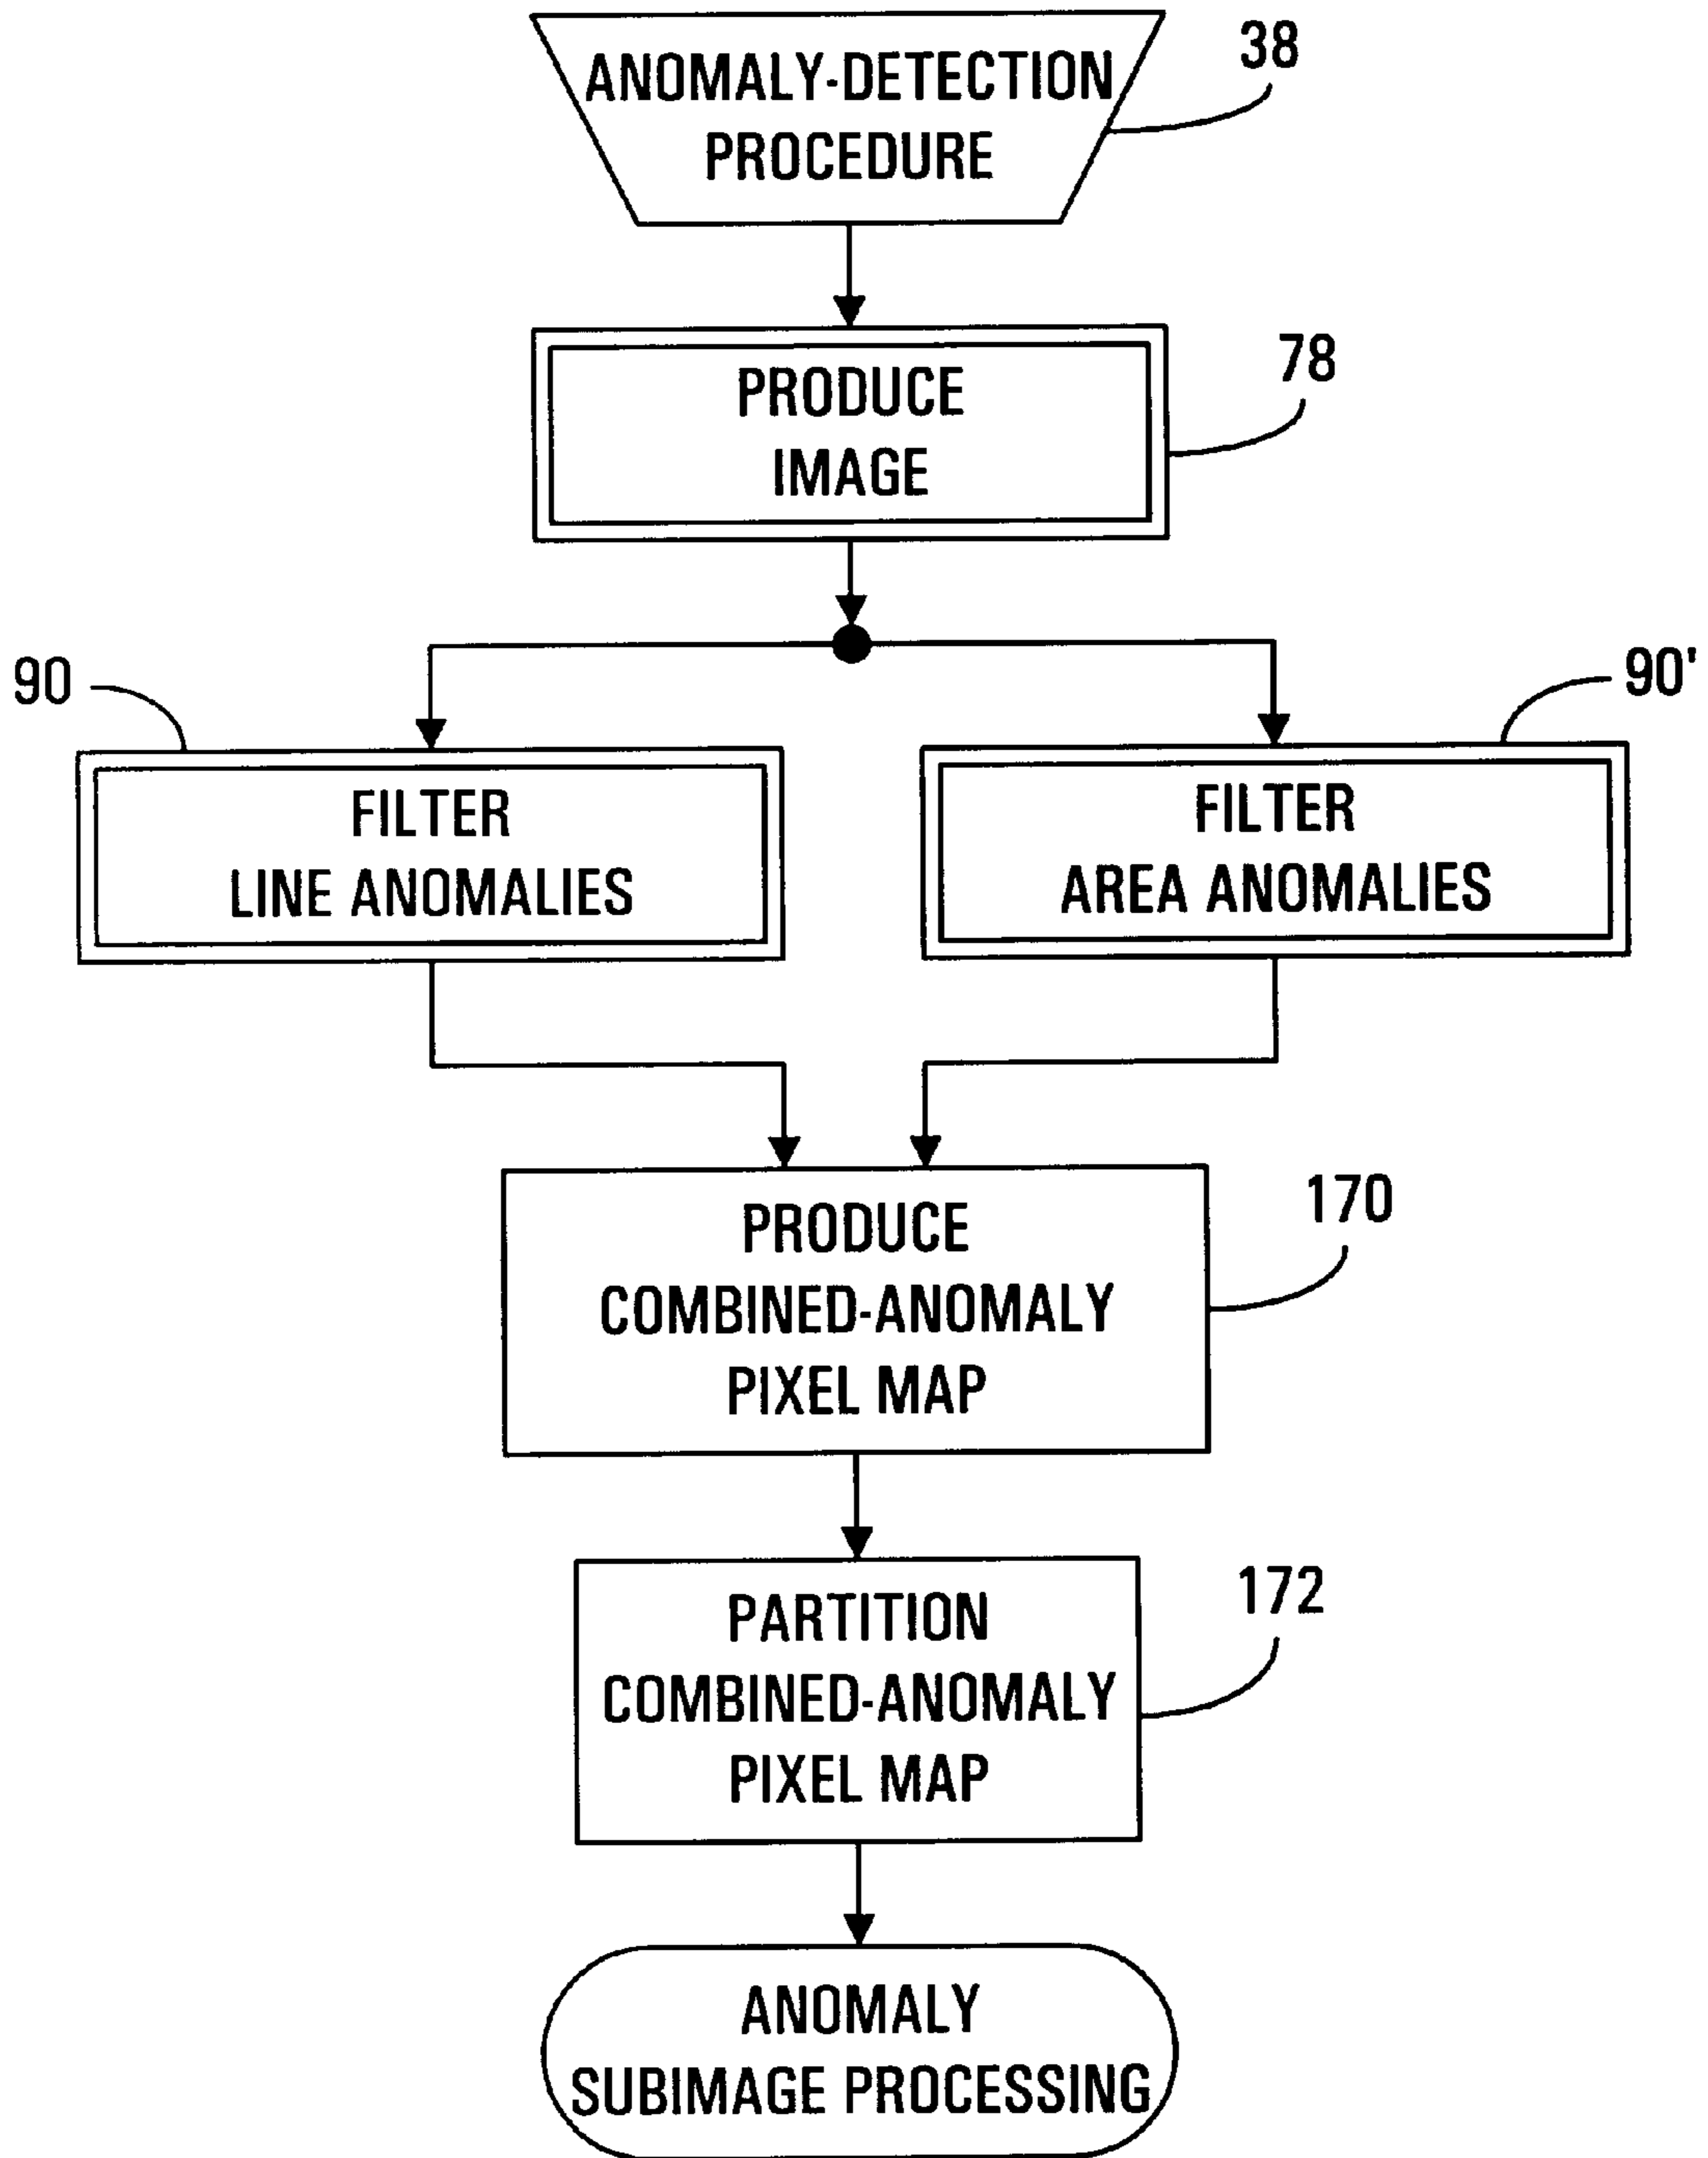 ANOMALY-DETECTION
PROCEDURE
38
PRODUCE
IMAGE
78
90
90'
FILTER
LINE ANOMALIES
FILTER
AREA ANOMALIES
PRODUCE
COMBINED-ANOMALY
PIXEL MAP
170
PARTITION
COMBINED-ANOMALY
PIXEL MAP
172
ANOMALY
SUBIMAGE PROCESSING